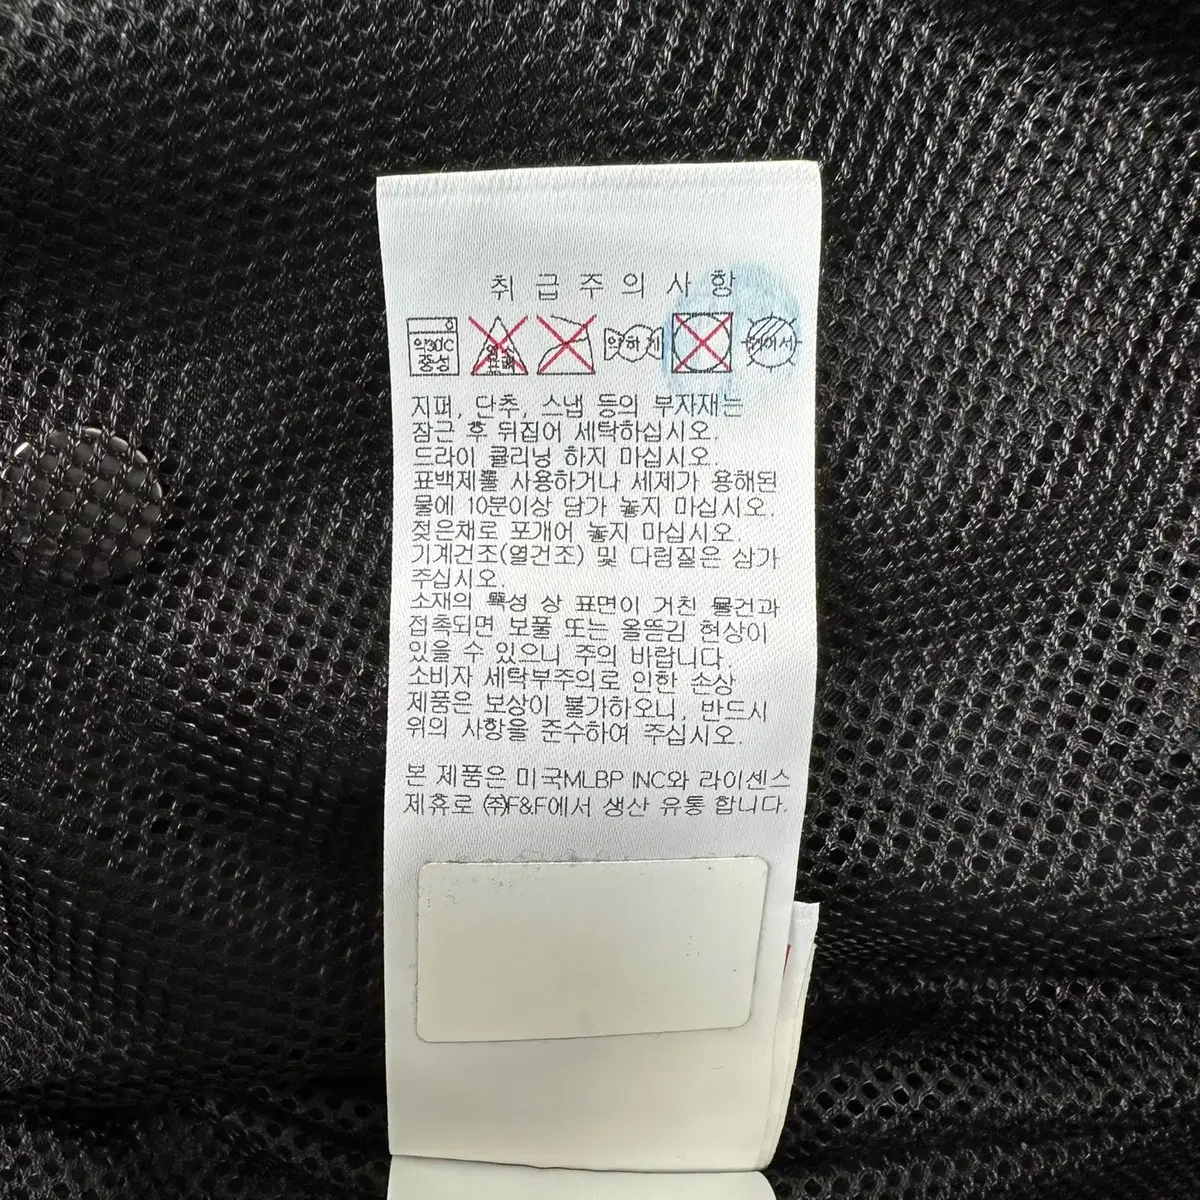 취급주의사항
약30℃
중성
염소
표백
약하게
뉘어서
지퍼, 단추, 스냅 등의 부자재는
잠근 후 뒤집어 세탁하십시오.
드라이 클리닝 하지 마십시오.
표백제를 사용하거나 세제가 용해된
물에 10분이상 담가 놓지 마십시오.
젖은채로 포개어 놓지 마십시오.
기계건조(열건조) 및 다림질은 삼가
주십시오.
소재의 특성 상 표면이 거친 물건과
접촉되면 보풀 또는 올뜯김 현상이
있을 수 있으니 주의 바랍니다.
소비자 세탁부주의로 인한 손상
제품은 보상이 불가하오니, 반드시
위의 사항을 준수하여 주십시오.
본 제품은 미국MLBP INC와 라이센스
제휴로 ㈜F&F에서 생산 유통 합니다.